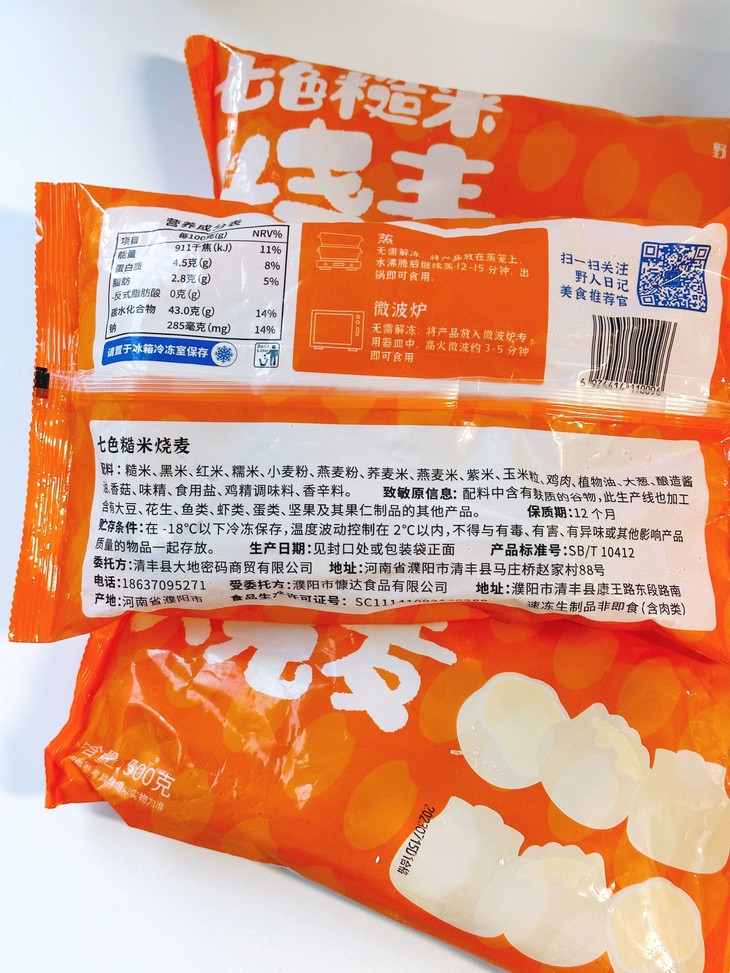 七色糙米
烧麦
营养成分表
项目 每100克(g) NRV%
能量 911千焦(kJ) 11%
蛋白质 4.5克(g) 8%
脂肪 2.8克(g) 5%
-反式脂肪酸 0克(g)
碳水化合物 43.0克(g) 14%
钠 285毫克(mg) 14%
请置于冰箱冷冻室保存
蒸
无需解冻，将产品放在蒸笼上，
水沸腾后继续蒸12-15分钟，出
锅即可食用。
微波炉
无需解冻，将产品放入微波炉专
用器皿中，高火微波约3-5分钟
即可食用
扫一扫关注
野人日记
美食推荐官
七色糙米烧麦
配料：糙米、黑米、红米、糯米、小麦粉、燕麦粉、荞麦米、燕麦米、紫米、玉米粒、鸡肉、植物油、大葱、酿造酱
油、香菇、味精、食用盐、鸡精调味料、香辛料。 致敏原信息：配料中含有麸质的谷物，此生产线也加工
含有大豆、花生、鱼类、虾类、蛋类、坚果及其果仁制品的其他产品。 保质期：12个月
贮存条件：在-18℃以下冷冻保存，温度波动控制在2℃以内，不得与有毒、有害、有异味或其他影响产品
质量的物品一起存放。 生产日期：见封口处或包装袋正面 产品标准号：SB/T 10412
委托方：清丰县大地密码商贸有限公司 地址：河南省濮阳市清丰县马庄桥赵家村88号
电话：18637095271 受委托方：濮阳市慷达食品有限公司 地址：濮阳市清丰县康王路东段路南
产地：河南省濮阳市 食品生产许可证号： 速冻生制品非即食(含肉类)
烧麦
含量：500克
20230715D1合格